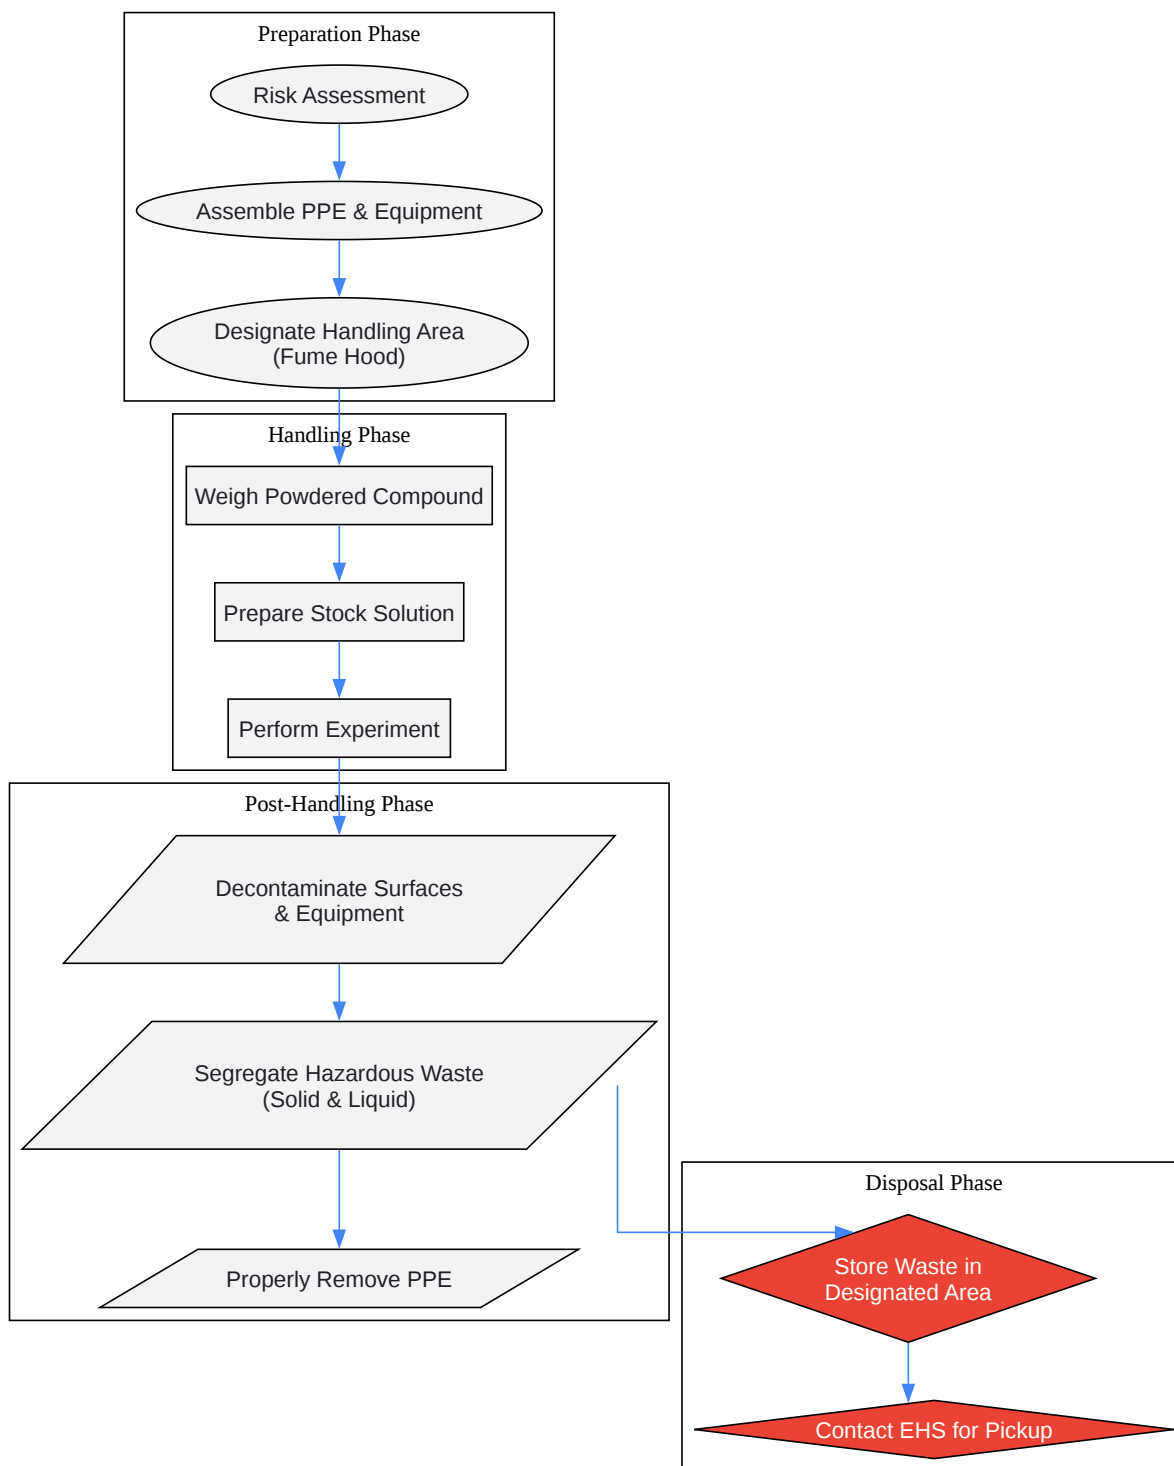 Preparation Phase
Risk Assessment
Assemble PPE & Equipment
Designate Handling Area
(Fume Hood)
Handling Phase
Weigh Powdered Compound
Prepare Stock Solution
Perform Experiment
Post-Handling Phase
Decontaminate Surfaces
& Equipment
Segregate Hazardous Waste
(Solid & Liquid)
Properly Remove PPE
Disposal Phase
Store Waste in
Designated Area
Contact EHS for Pickup